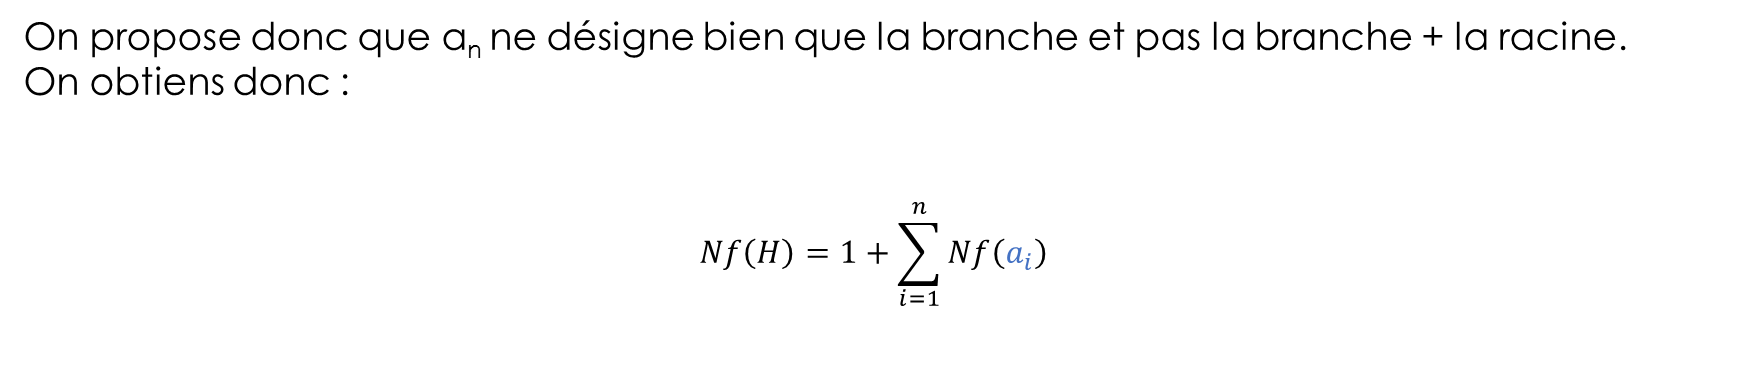 On propose donc que aₙ ne désigne bien que la branche et pas la branche + la racine.
On obtiens donc :
Nf(H) = 1 + ∑_{i=1}^{n} Nf(a_i)